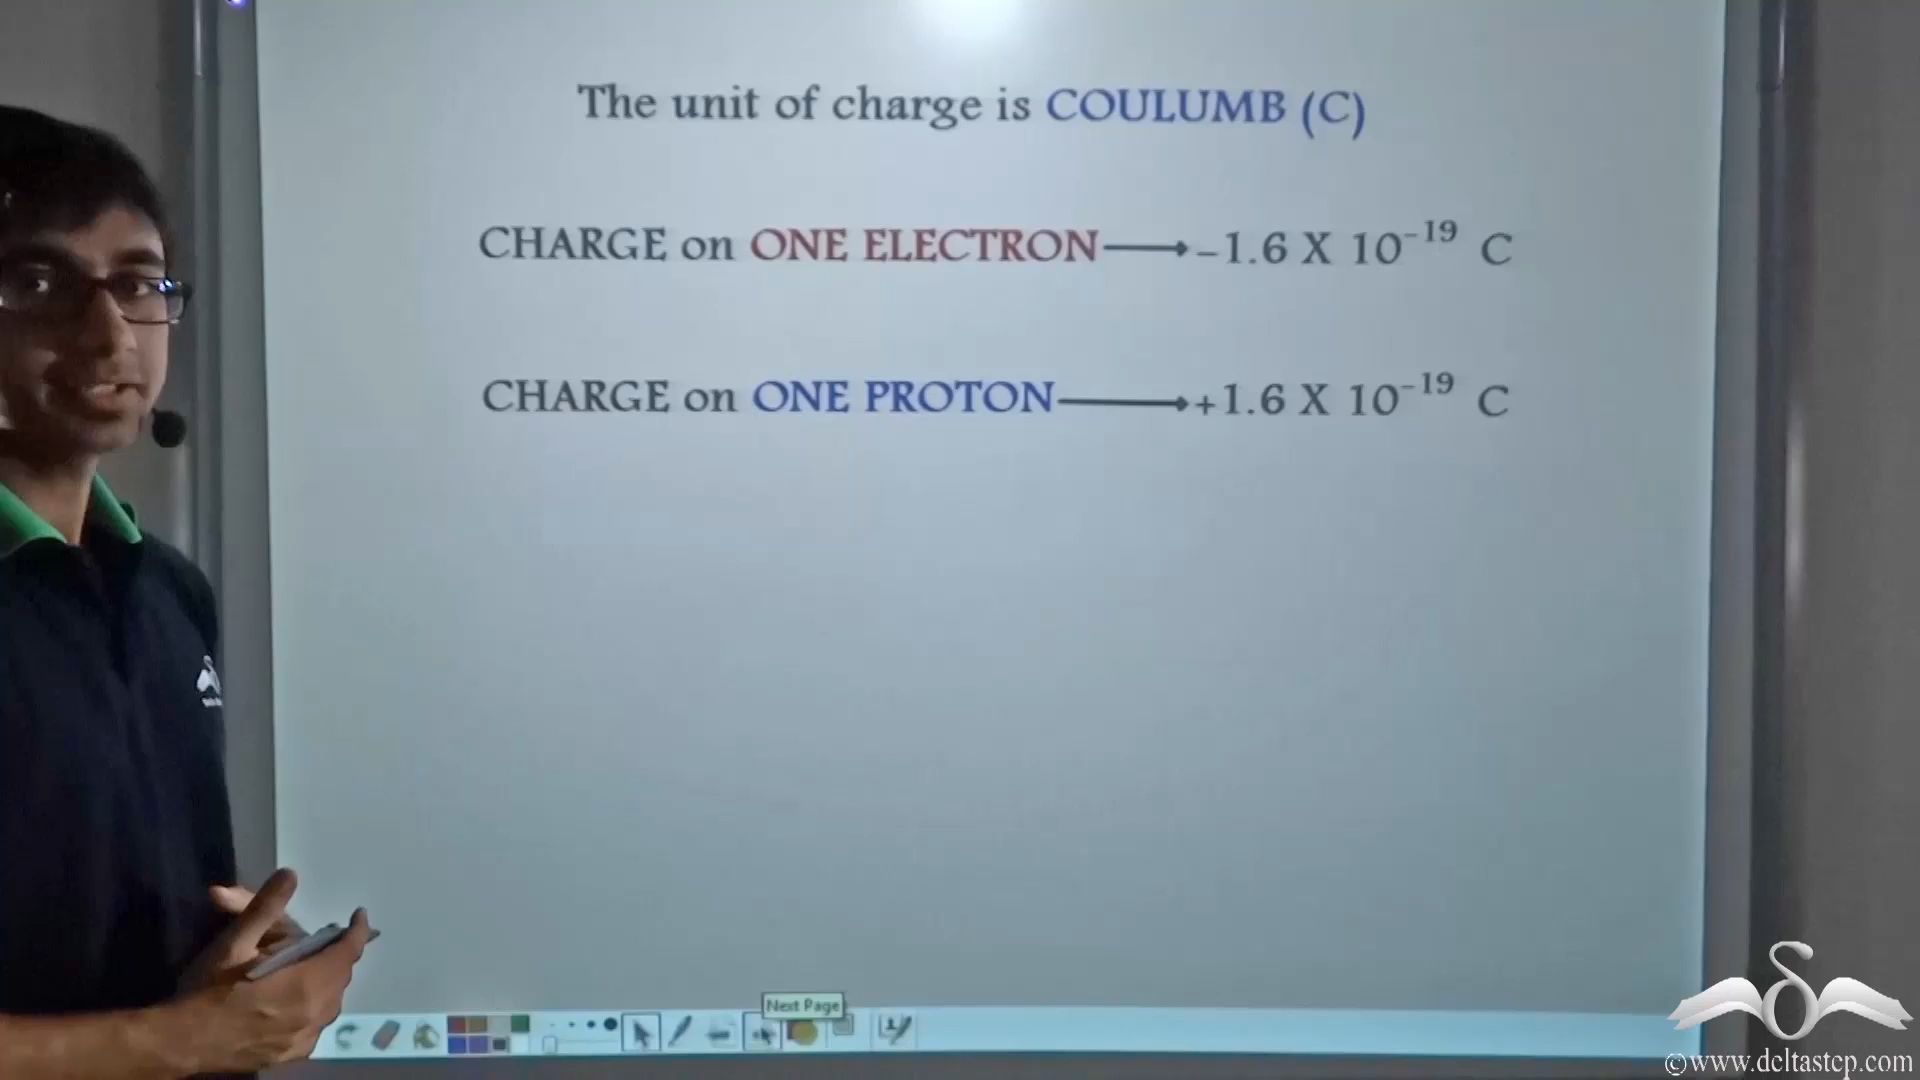 The unit of charge is COULUMB (C)
CHARGE on ONE ELECTRON → -1.6 X 10⁻¹⁹ C
CHARGE on ONE PROTON → +1.6 X 10⁻¹⁹ C
Next Page
©www.deltastep.com